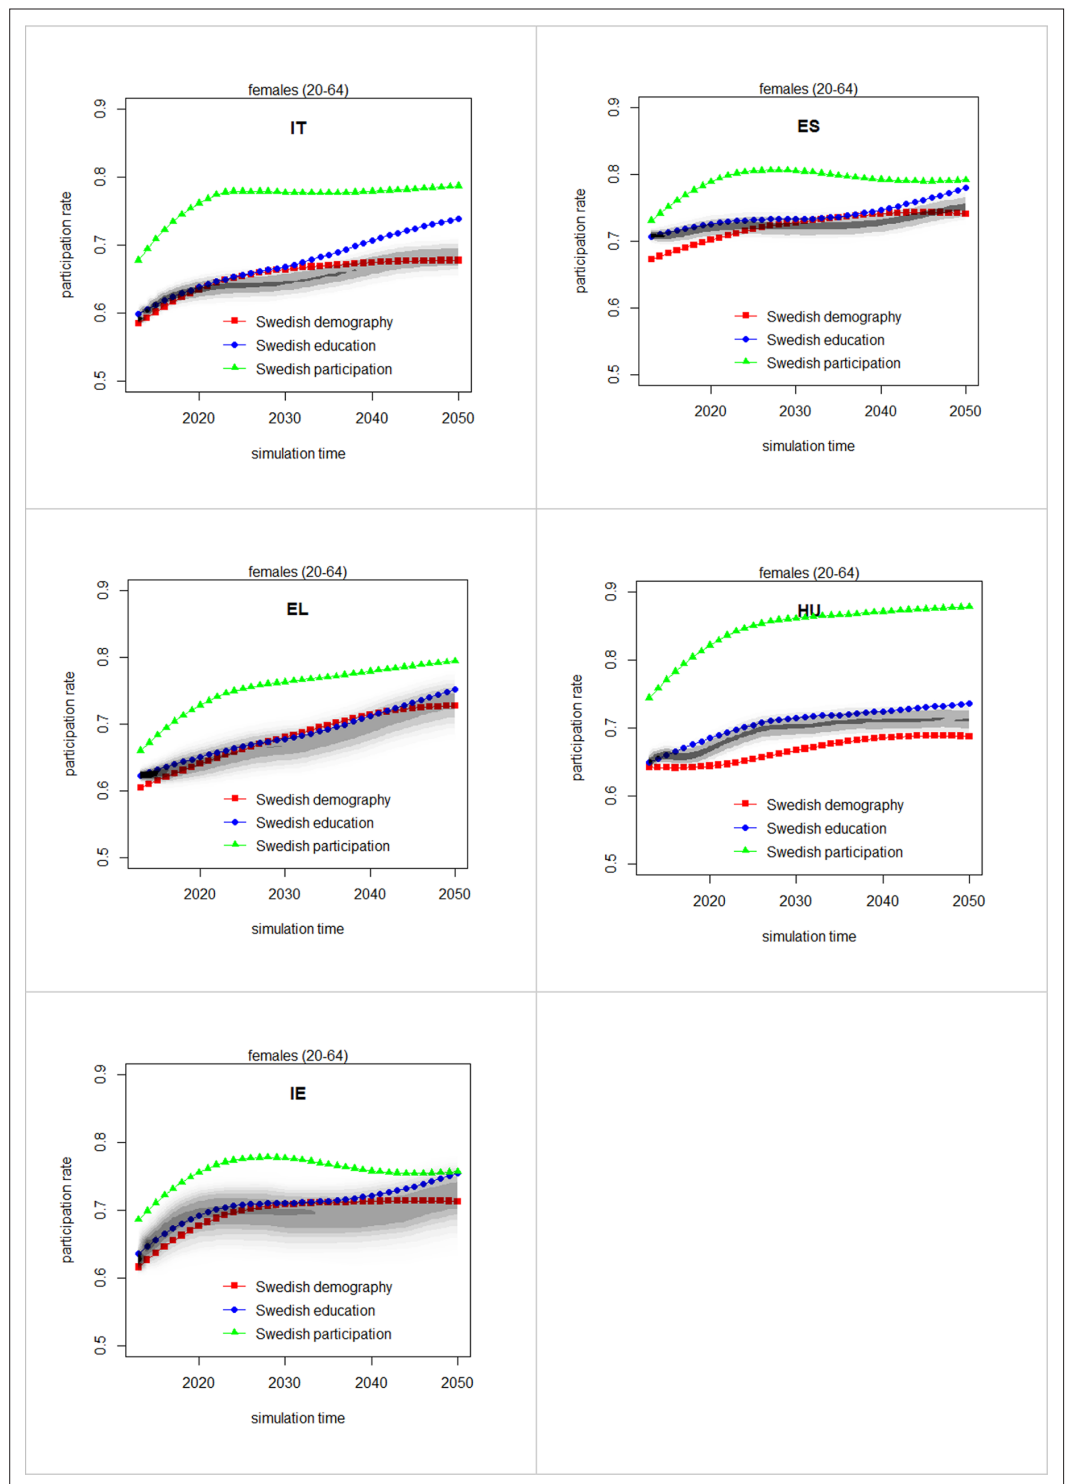 females (20-64)
IT
participation rate
0.9
0.8
0.7
0.6
0.5
Swedish demography
Swedish education
Swedish participation
2020 2030 2040 2050
simulation time
females (20-64)
ES
participation rate
0.9
0.8
0.7
0.6
0.5
Swedish demography
Swedish education
Swedish participation
2020 2030 2040 2050
simulation time
females (20-64)
EL
participation rate
0.9
0.8
0.7
0.6
0.5
Swedish demography
Swedish education
Swedish participation
2020 2030 2040 2050
simulation time
females (20-64)
HU
participation rate
0.9
0.8
0.7
0.6
0.5
Swedish demography
Swedish education
Swedish participation
2020 2030 2040 2050
simulation time
females (20-64)
IE
participation rate
0.9
0.8
0.7
0.6
0.5
Swedish demography
Swedish education
Swedish participation
2020 2030 2040 2050
simulation time